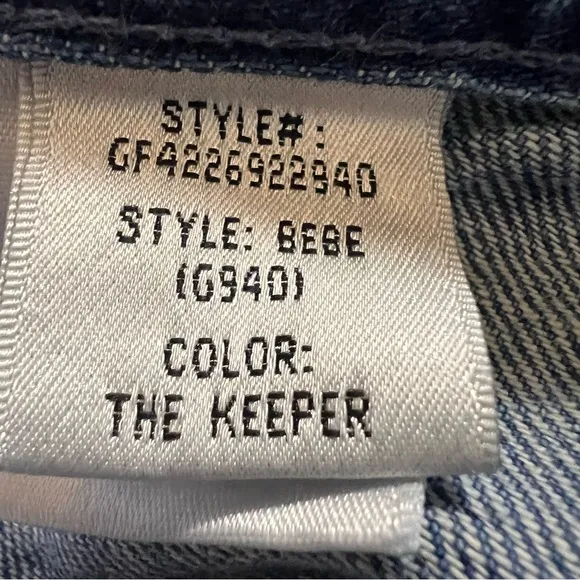 STYLE#:
GF4226922940
STYLE: BEBE
(G940)
COLOR:
THE KEEPER